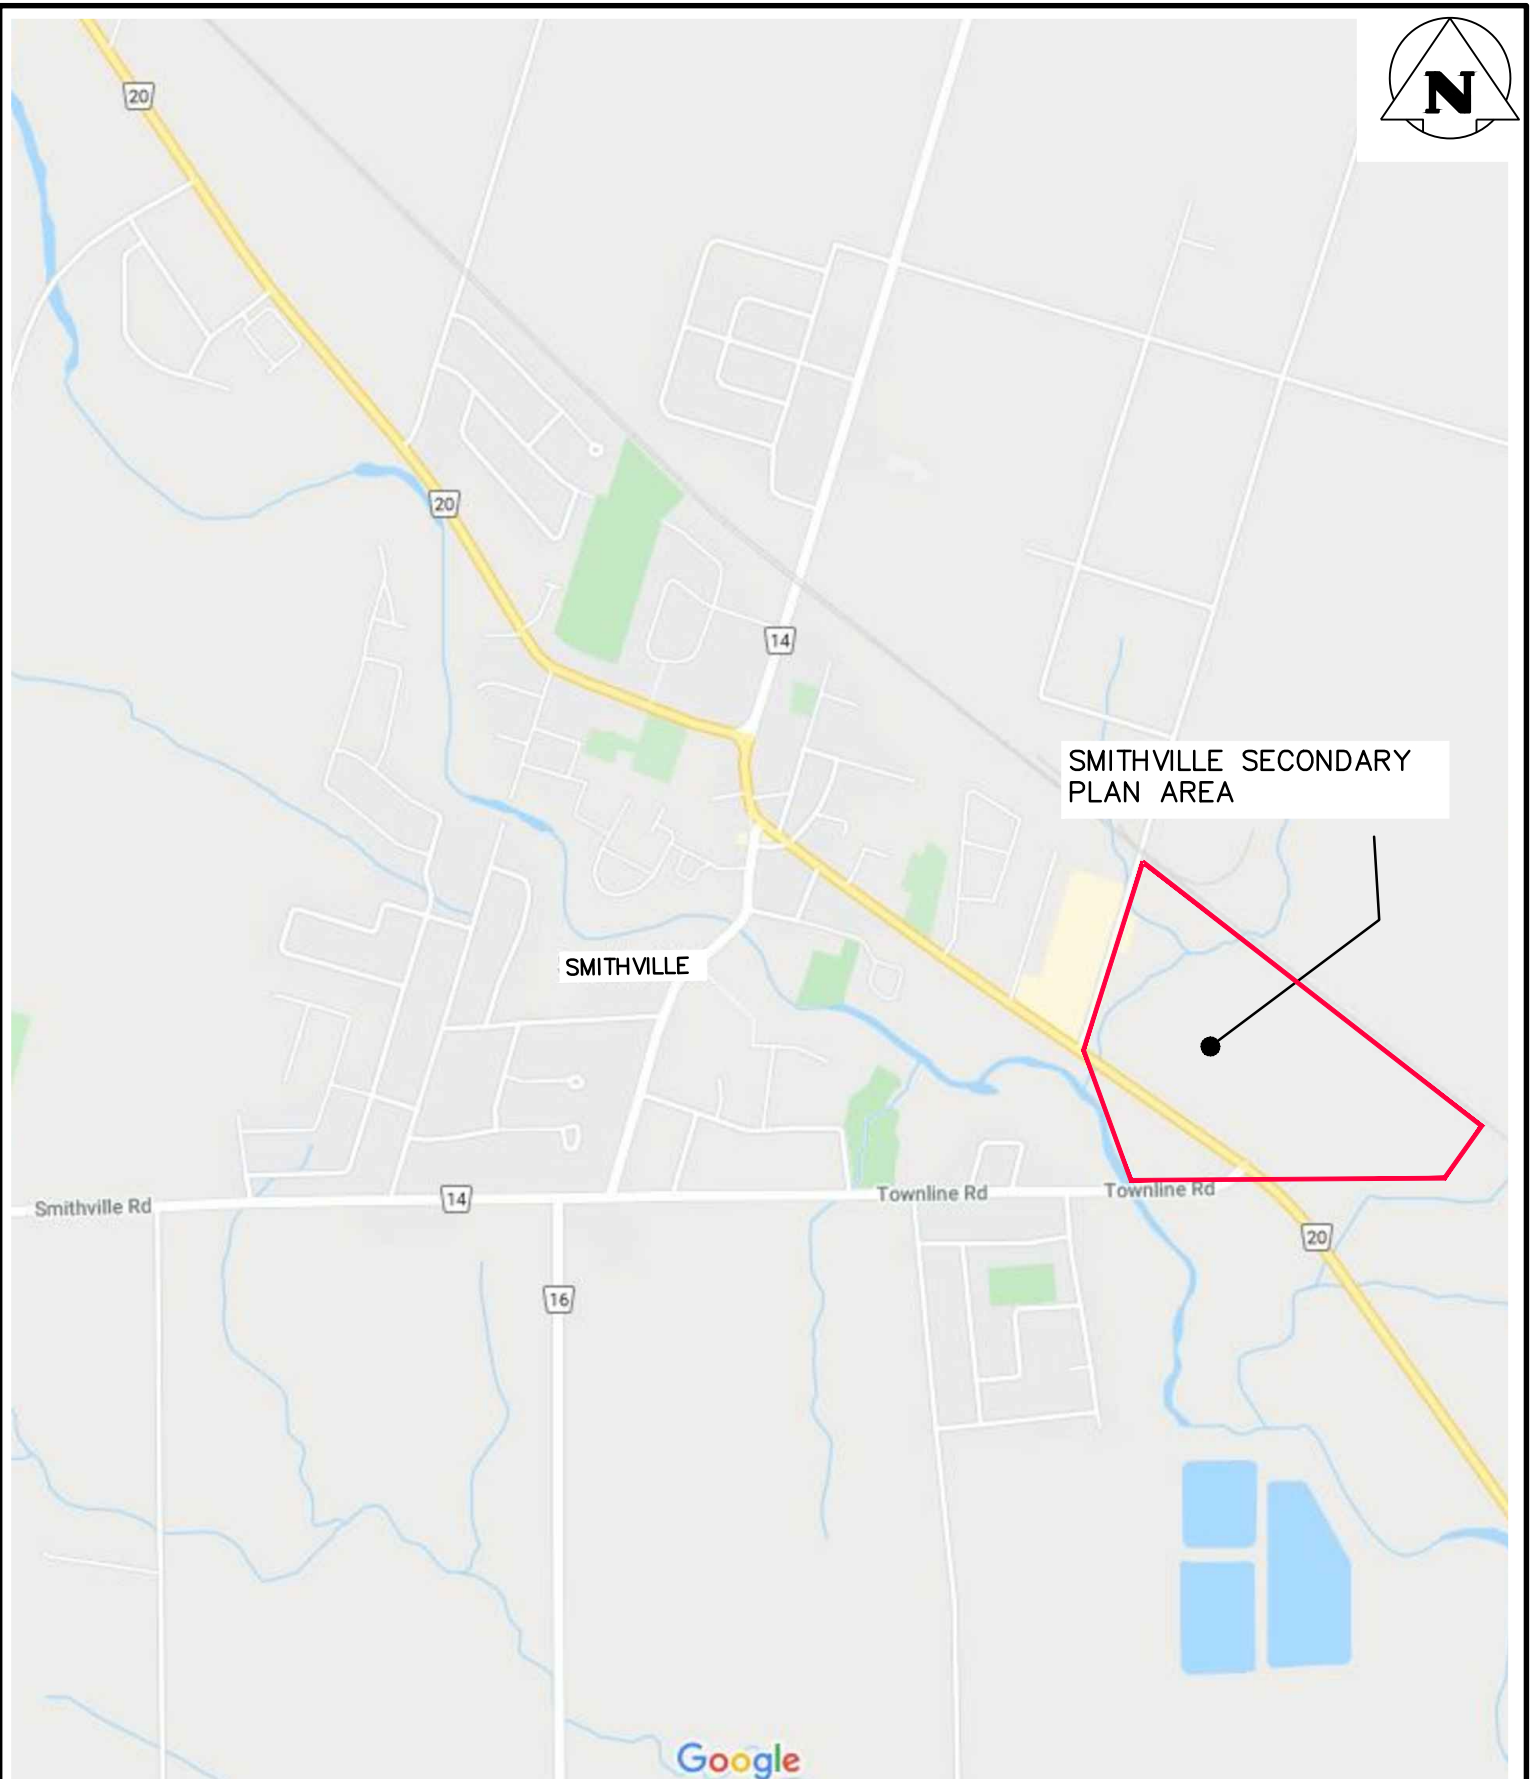 N
20
20
14
SMITHVILLE SECONDARY
PLAN AREA
SMITHVILLE
Smithville Rd
14
Townline Rd
Townline Rd
20
16
Google